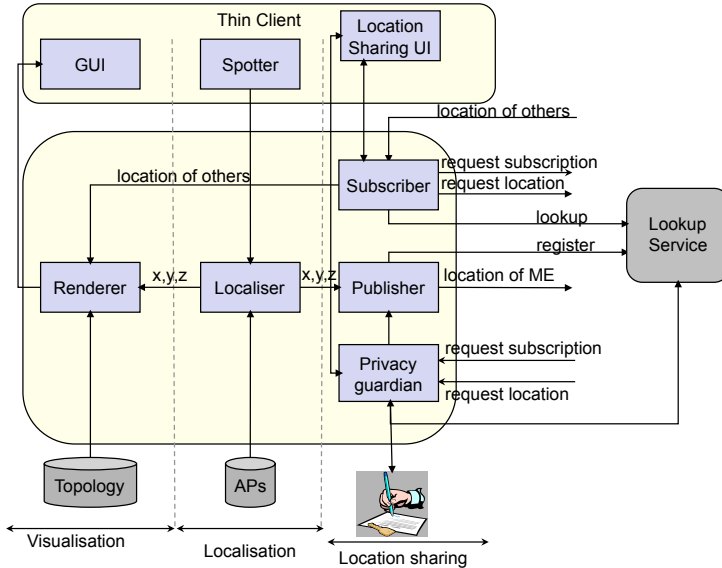 Thin Client
GUI
Spotter
Location
Sharing UI
location of others
request subscription
request location
location of others
Subscriber
lookup
Lookup
Service
register
x,y,z
x,y,z
location of ME
Renderer
Localiser
Publisher
request subscription
Privacy
guardian
request location
Topology
APs
Visualisation
Localisation
Location sharing